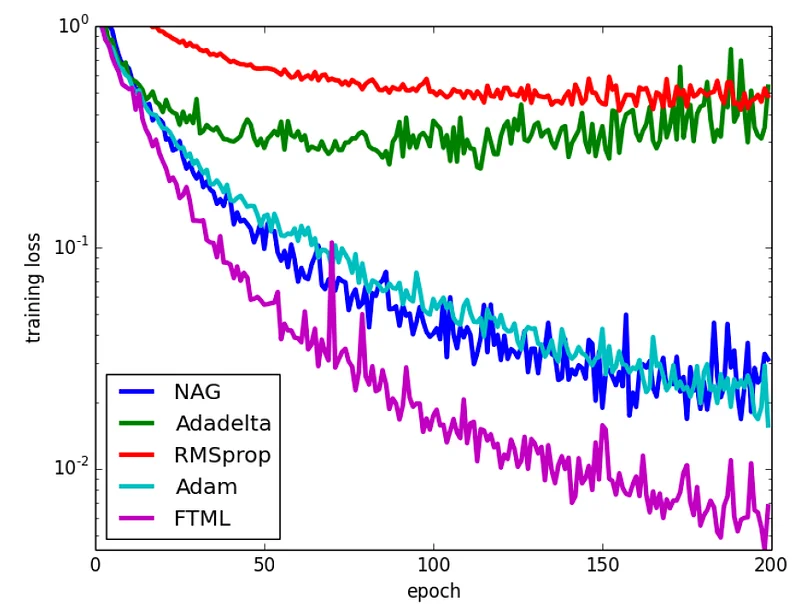 10^0
10^-1
10^-2
training loss
NAG
Adadelta
RMSprop
Adam
FTML
0 50 100 150 200
epoch